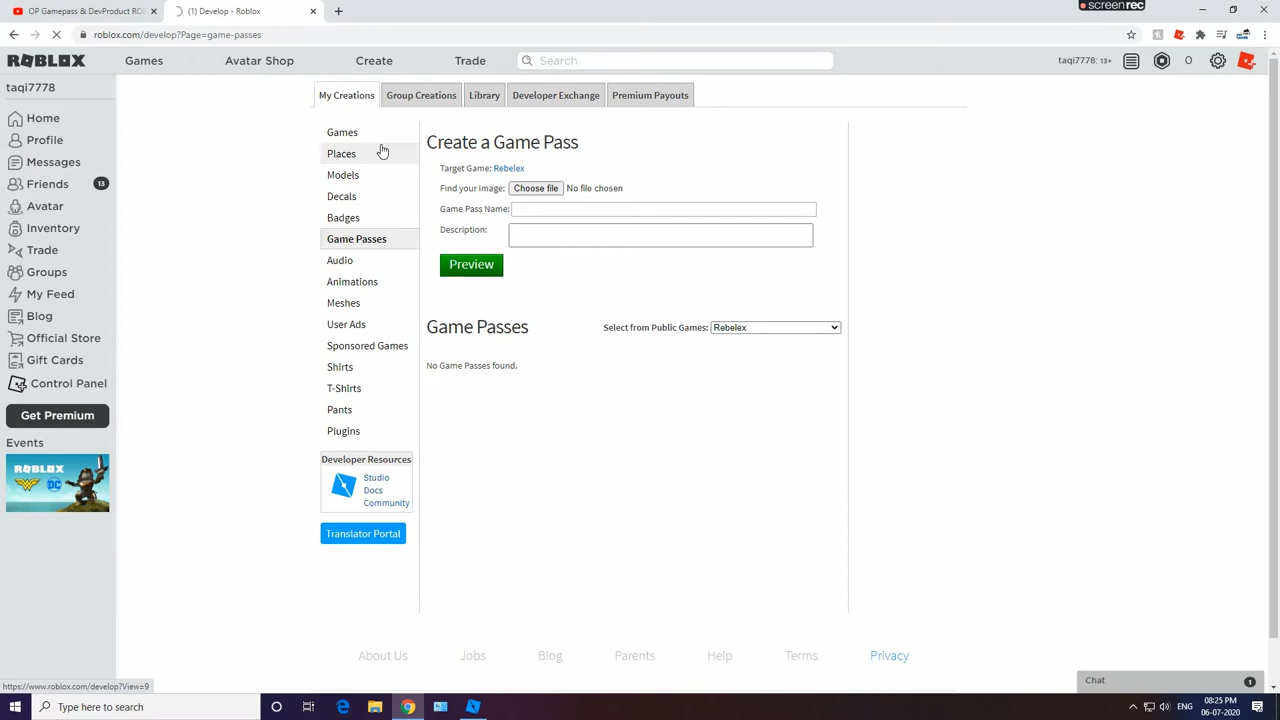 OP Gamepass & DevProduct RO
(1) Develop - Roblox
screenrec
roblox.com/develop?Page=game-passes
ROBLOX
Games
Avatar Shop
Create
Trade
Search
taqi7778: 13+
0
taqi7778
Home
Profile
Messages
Friends
13
Avatar
Inventory
Trade
Groups
My Feed
Blog
Official Store
Gift Cards
Control Panel
Get Premium
Events
ROBLOX
DC
My Creations
Group Creations
Library
Developer Exchange
Premium Payouts
Games
Places
Models
Decals
Badges
Game Passes
Audio
Animations
Meshes
User Ads
Sponsored Games
Shirts
T-Shirts
Pants
Plugins
Developer Resources
Studio
Docs
Community
Translator Portal
Create a Game Pass
Target Game: Rebelex
Find your image: Choose file No file chosen
Game Pass Name:
Description:
Preview
Game Passes
Select from Public Games: Rebelex
No Game Passes found.
About Us
Jobs
Blog
Parents
Help
Terms
Privacy
Chat
1
https://www.roblox.com/develop?View=9
Type here to search
ENG
08:25 PM
06-07-2020